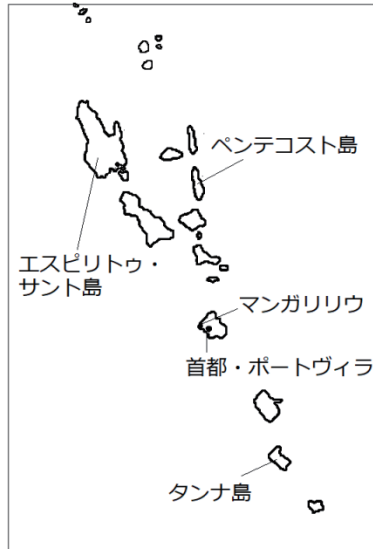 ペンテコスト島
エスピリトゥ・
サント島
マンガリリウ
首都・ポートヴィラ
タンナ島